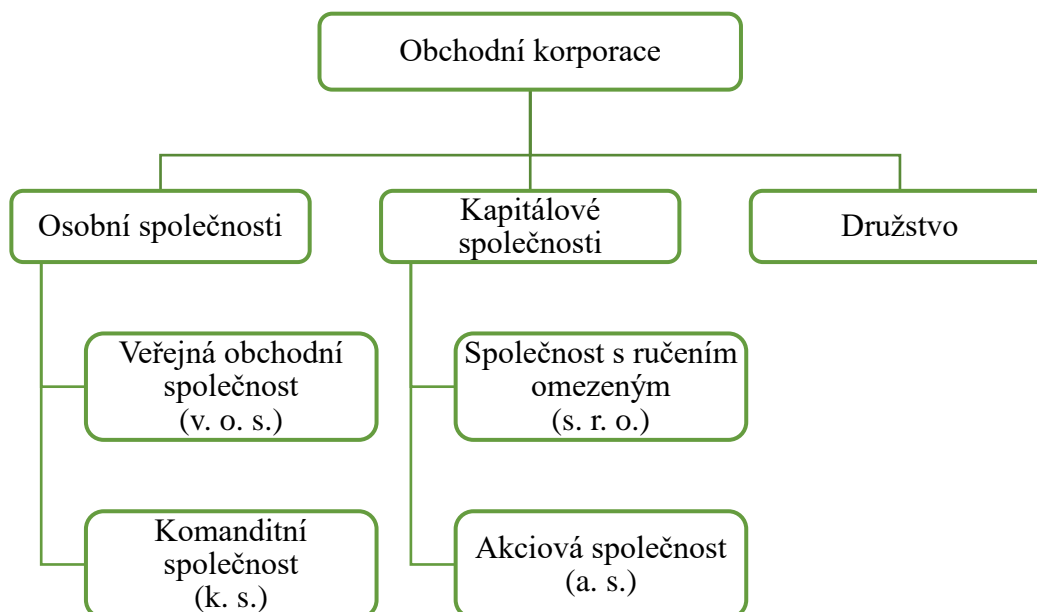 Obchodní korporace
Osobní společnosti
Kapitálové
společnosti
Družstvo
Veřejná obchodní
společnost
(v. o. s.)
Společnost s ručením
omezeným
(s. r. o.)
Komanditní
společnost
(k. s.)
Akciová společnost
(a. s.)